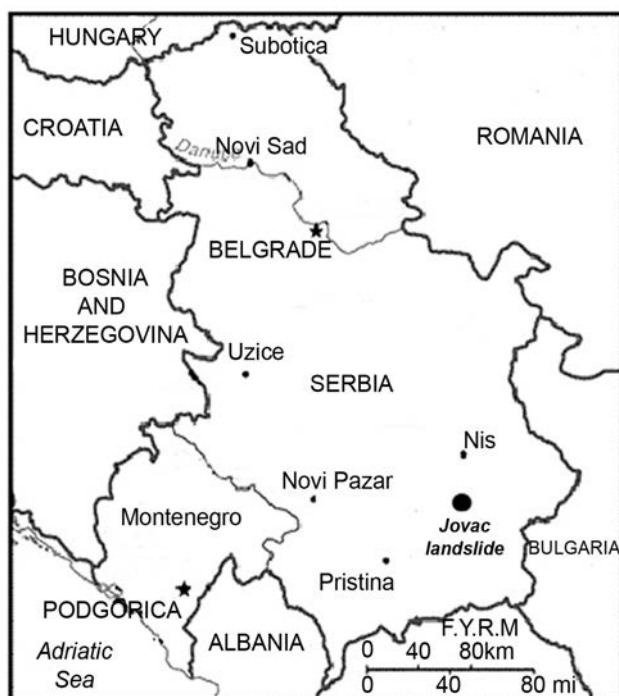 HUNGARY
Subotica
CROATIA
ROMANIA
Danube
Novi Sad
BELGRADE
BOSNIA
AND
HERZEGOVINA
Uzice
SERBIA
Nis
Novi Pazar
Montenegro
Jovac
landslide
BULGARIA
Pristina
PODGORICA
ALBANIA
F.Y.R.M
Adriatic
Sea
0 40 80km
0 40 80 mi